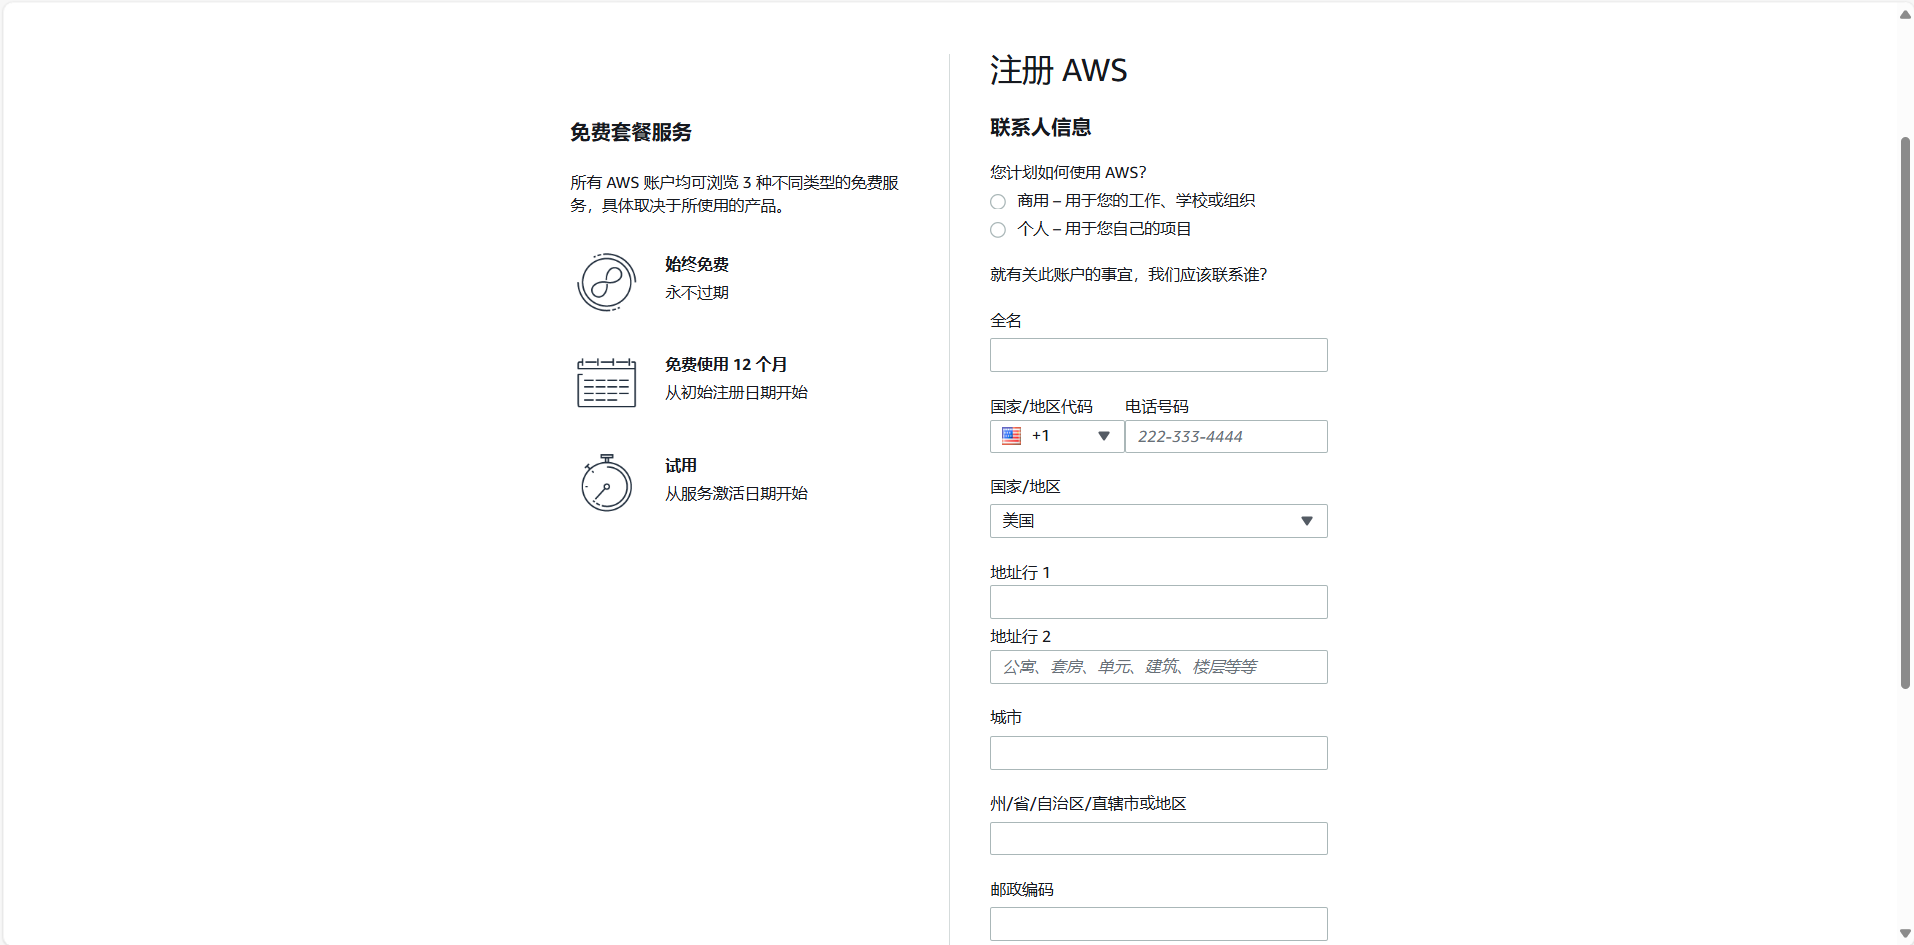 免费套餐服务
所有 AWS 账户均可浏览 3 种不同类型的免费服
务，具体取决于所使用的产品。
始终免费
永不过期
免费使用 12 个月
从初始注册日期开始
试用
从服务激活日期开始
注册 AWS
联系人信息
您计划如何使用 AWS?
商用 – 用于您的工作、学校或组织
个人 – 用于您自己的项目
就有关此账户的事宜，我们应该联系谁?
全名
国家/地区代码 电话号码
+1 222-333-4444
国家/地区
美国
地址行 1
地址行 2
公寓、套房、单元、建筑、楼层等等
城市
州/省/自治区/直辖市或地区
邮政编码